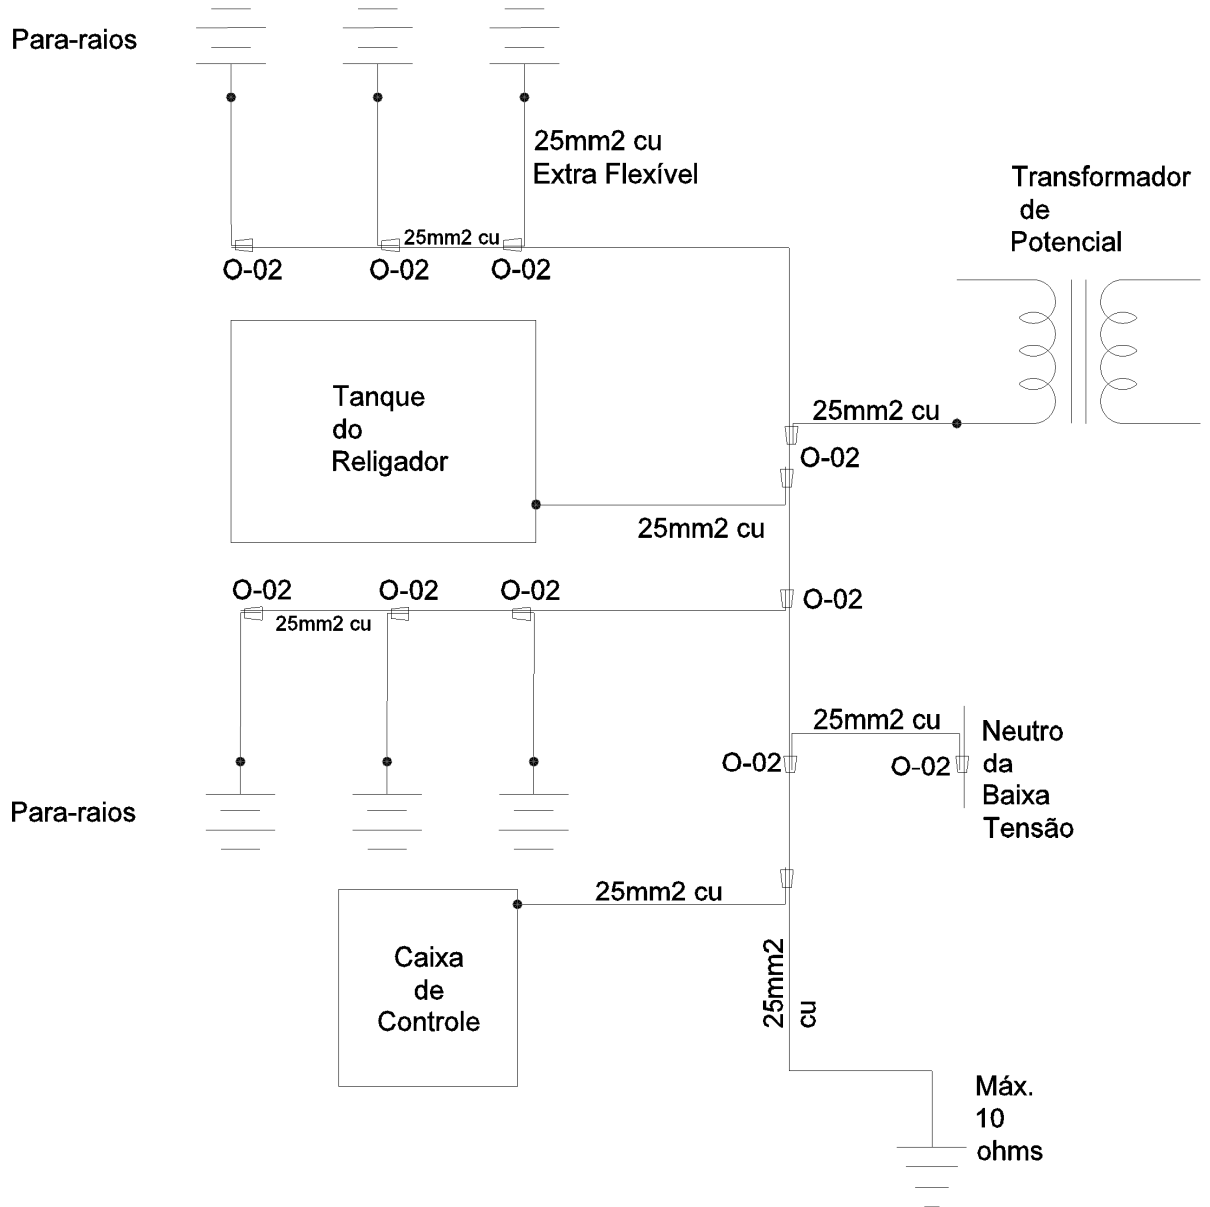 Para-raios
25mm2 cu
Extra Flexível
Transformador
de
Potencial
25mm2 cu
O-02
O-02
O-02
Tanque
do
Religador
25mm2 cu
O-02
25mm2 cu
O-02
O-02
O-02
O-02
25mm2 cu
25mm2 cu
Neutro
da
Baixa
Tensão
O-02
O-02
Para-raios
25mm2 cu
Caixa
de
Controle
25mm2
cu
Máx.
10
ohms